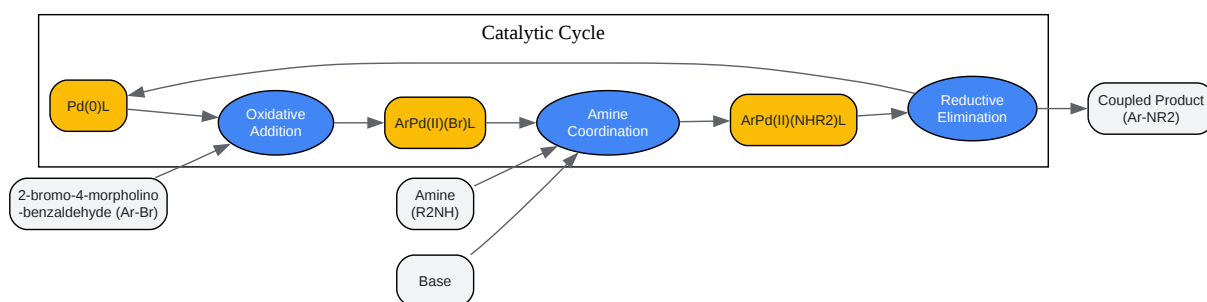 Catalytic Cycle
Pd(0)L
Oxidative
Addition
ArPd(II)(Br)L
Amine
Coordination
ArPd(II)(NHR2)L
Reductive
Elimination
Coupled Product
(Ar-NR2)
2-bromo-4-morpholino
-benzaldehyde (Ar-Br)
Amine
(R2NH)
Base